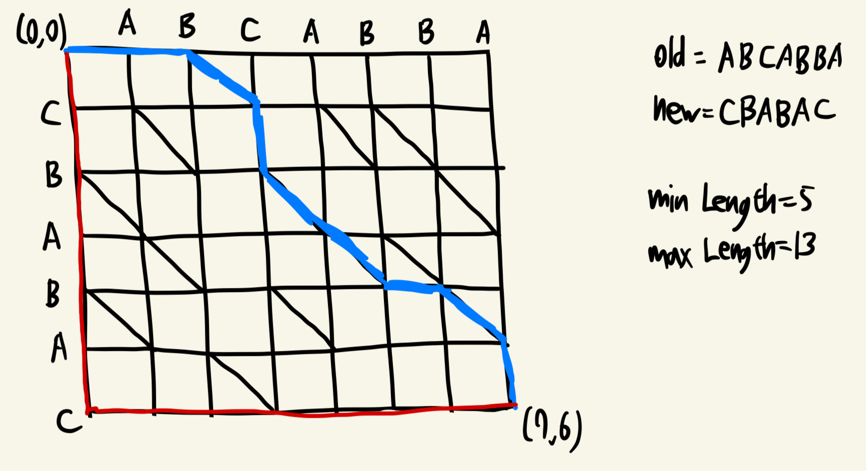 (0,0) A B C A B B A
C
B
A
B
A
C
(7,6)
old = ABCABBA
new=CBABAC
min Length=5
max Length=13